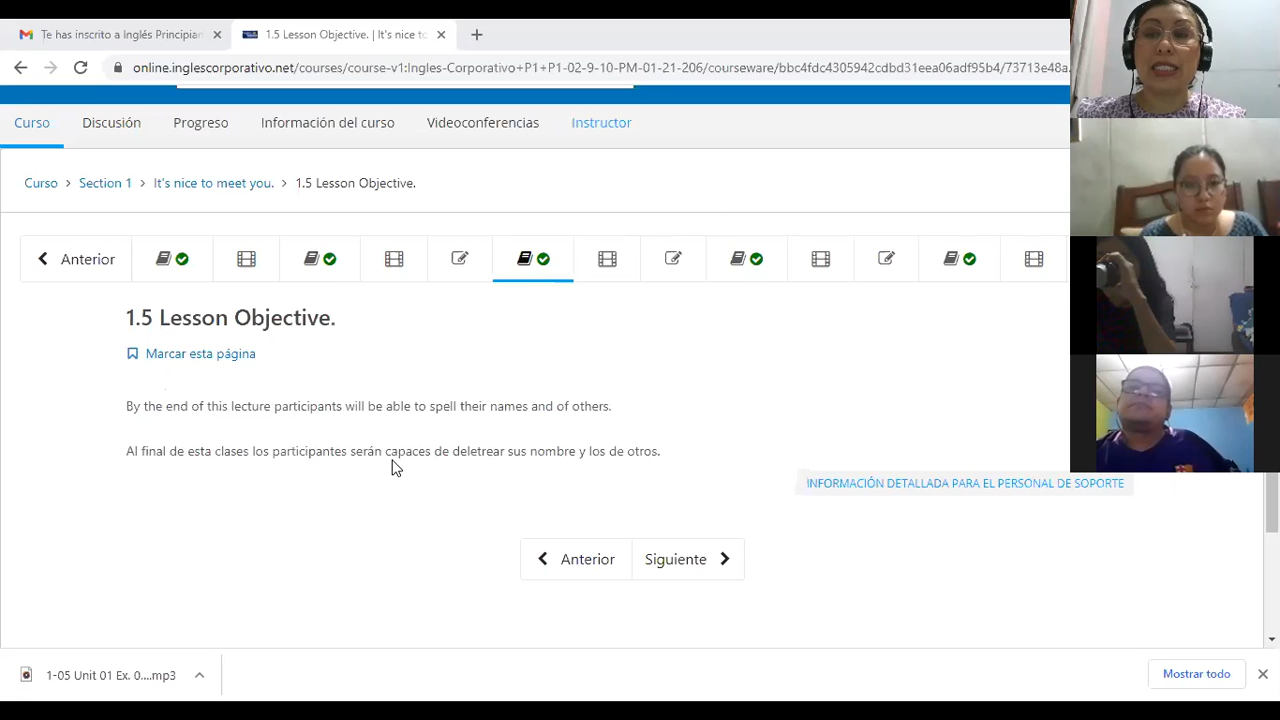 Te has inscrito a Inglés Principian
1.5 Lesson Objective. | It's nice to
online.inglescorporativo.net/courses/course-v1:Ingles-Corporativo+P1+P1-02-9-10-PM-01-21-206/courseware/bbc4fdc4305942cdbd31eea06adf95b4/73713e48a
Curso Discusión Progreso Información del curso Videoconferencias Instructor
Curso > Section 1 > It's nice to meet you. > 1.5 Lesson Objective.
Anterior
1.5 Lesson Objective.
Marcar esta página
By the end of this lecture participants will be able to spell their names and of others.
Al final de esta clases los participantes serán capaces de deletrear sus nombre y los de otros.
INFORMACIÓN DETALLADA PARA EL PERSONAL DE SOPORTE
Anterior Siguiente
1-05 Unit 01 Ex. 0....mp3
Mostrar todo